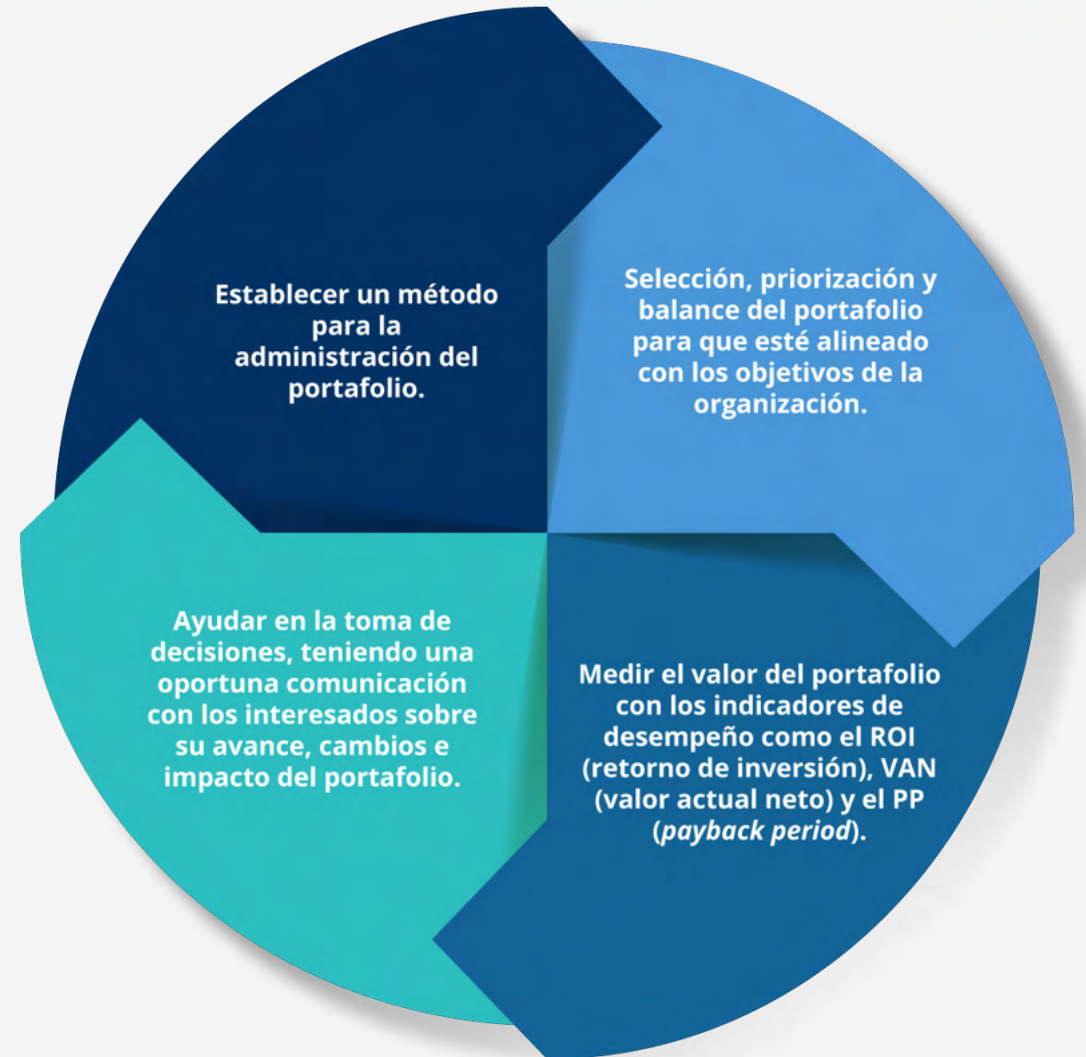 Establecer un método
para la
administración del
portafolio.
Selección, priorización y
balance del portafolio
para que esté alineado
con los objetivos de la
organización.
Medir el valor del portafolio
con los indicadores de
desempeño como el ROI
(retorno de inversión), VAN
(valor actual neto) y el PP
(payback period).
Ayudar en la toma de
decisiones, teniendo una
oportuna comunicación
con los interesados sobre
su avance, cambios e
impacto del portafolio.